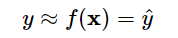 y ≈ f(𝐱) = ŷ